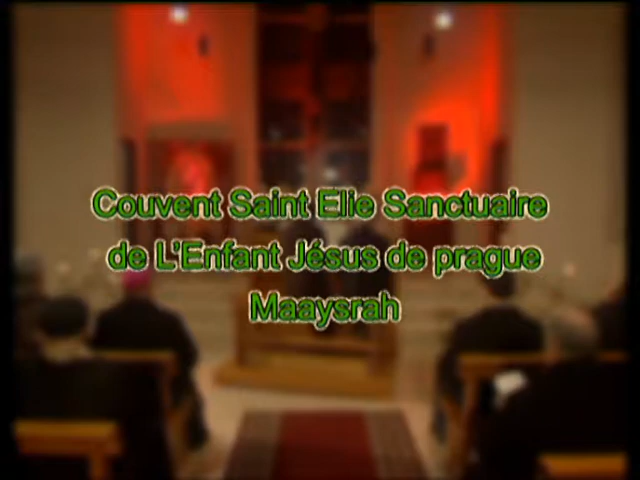 Couvent Saint Elie Sanctuaire
de L'Enfant Jésus de prague
Maaysrah